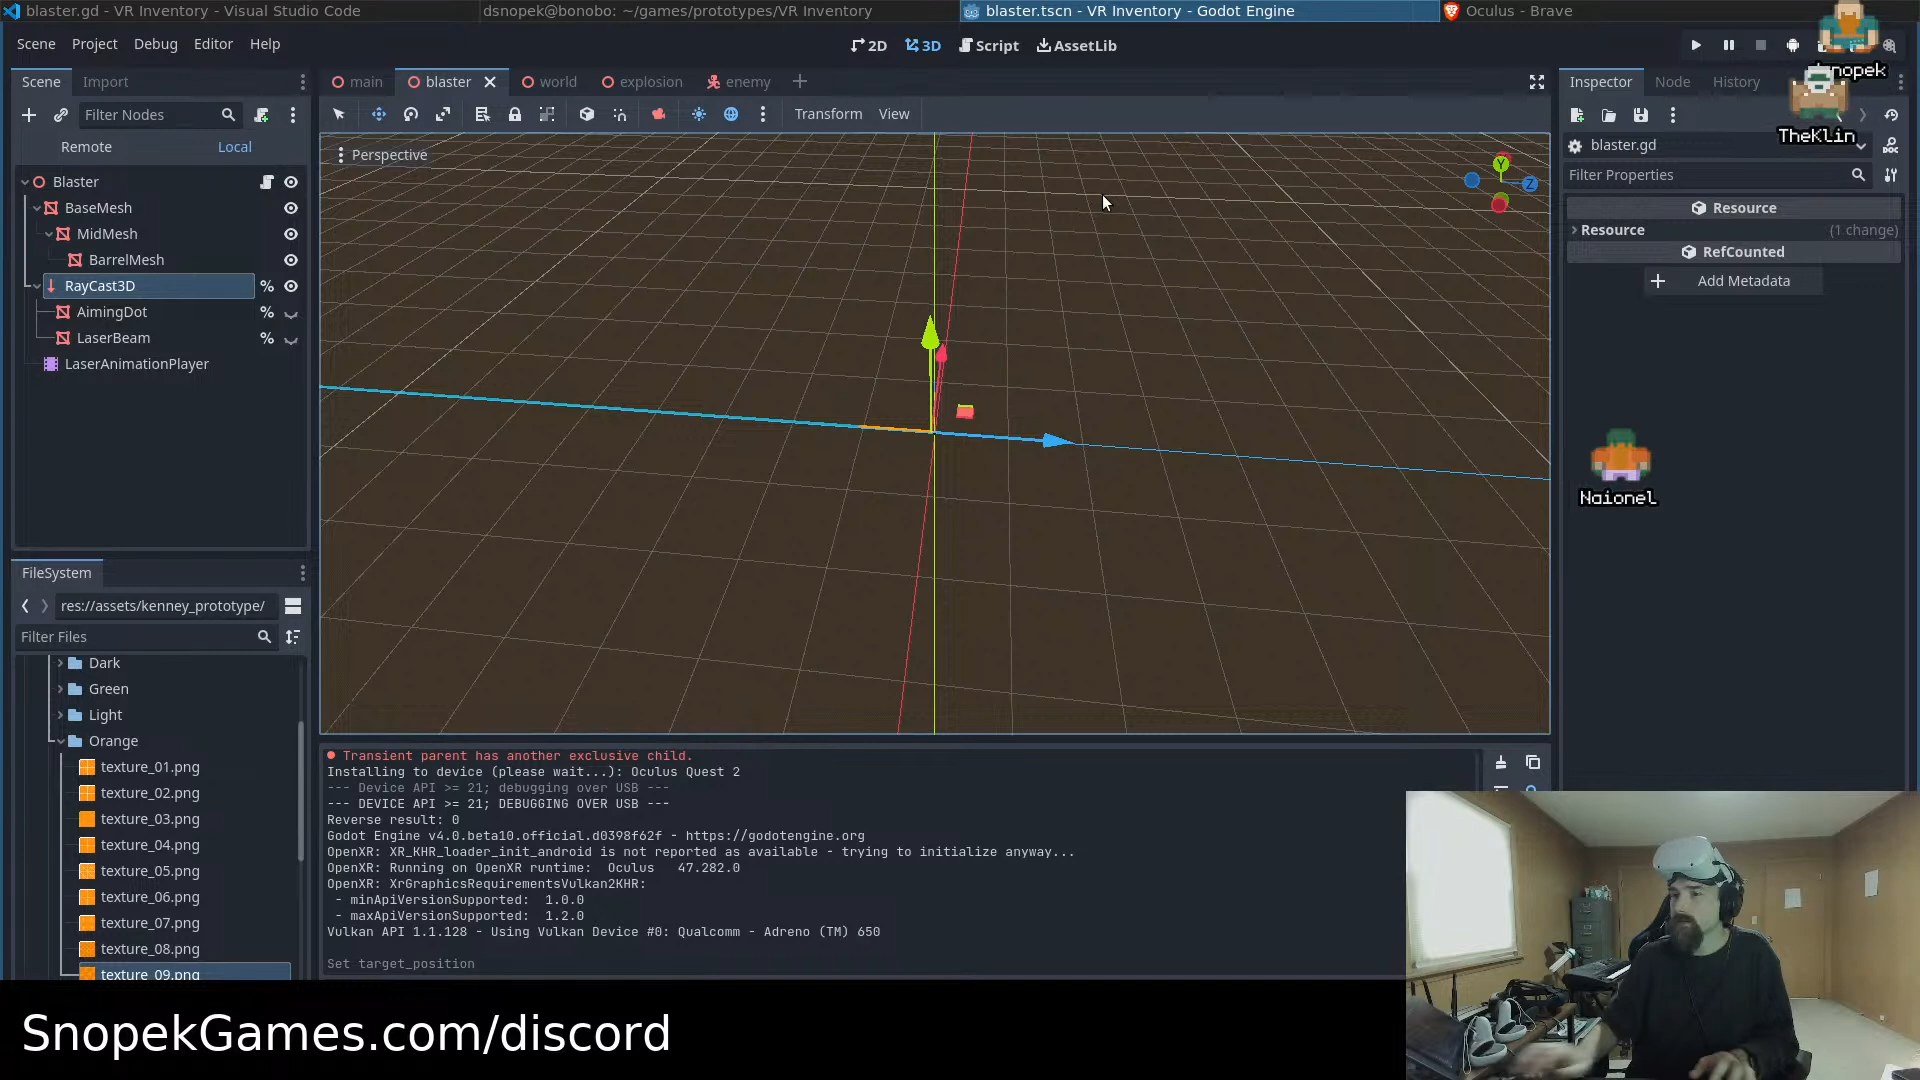 blaster.gd - VR Inventory - Visual Studio Code
dsnopek@bonobo: ~/games/prototypes/VR Inventory
blaster.tscn - VR Inventory - Godot Engine
Oculus - Brave
Scene Project Debug Editor Help
2D 3D Script AssetLib
Scene Import
main blaster world explosion enemy
Inspector Node History
snopek
Filter Nodes
Transform View
TheKlin
Remote Local
Perspective
Y
Z
blaster.gd
Filter Properties
Blaster
BaseMesh
MidMesh
BarrelMesh
RayCast3D
AimingDot
LaserBeam
LaserAnimationPlayer
Resource
Resource (1 change)
RefCounted
Add Metadata
Naionel
FileSystem
res://assets/kenney_prototype/
Filter Files
Dark
Green
Light
Orange
texture_01.png
texture_02.png
texture_03.png
texture_04.png
texture_05.png
texture_06.png
texture_07.png
texture_08.png
texture_09.png
Transient parent has another exclusive child.
Installing to device (please wait...): Oculus Quest 2
--- Device API >= 21; debugging over USB ---
--- DEVICE API >= 21; DEBUGGING OVER USB ---
Reverse result: 0
Godot Engine v4.0.beta10.official.d0398f62f - https://godotengine.org
OpenXR: XR_KHR_loader_init_android is not reported as available - trying to initialize anyway...
OpenXR: Running on OpenXR runtime:  Oculus   47.282.0
OpenXR: XrGraphicsRequirementsVulkan2KHR:
 - minApiVersionSupported:  1.0.0
 - maxApiVersionSupported:  1.2.0
Vulkan API 1.1.128 - Using Vulkan Device #0: Qualcomm - Adreno (TM) 650
Set target_position
SnopekGames.com/discord